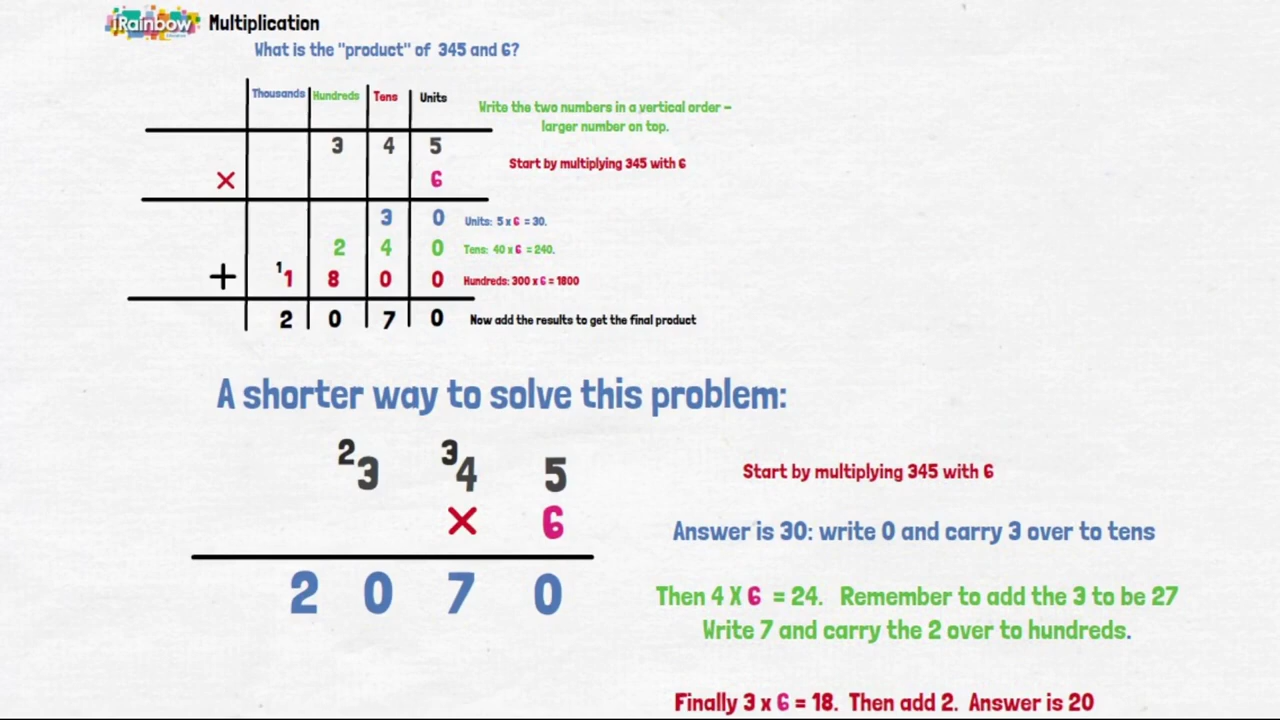 iRainbow Multiplication
What is the "product" of 345 and 6?
Thousands Hundreds Tens Units
Write the two numbers in a vertical order –
larger number on top.
3 4 5
Start by multiplying 345 with 6
× 6
3 0 Units: 5 x 6 = 30.
2 4 0 Tens: 40 x 6 = 240.
+ 1 1 8 0 0 Hundreds: 300 x 6 = 1800
2 0 7 0 Now add the results to get the final product
A shorter way to solve this problem:
2 3 3 4 5
Start by multiplying 345 with 6
× 6
Answer is 30: write 0 and carry 3 over to tens
2 0 7 0
Then 4 X 6 = 24. Remember to add the 3 to be 27
Write 7 and carry the 2 over to hundreds.
Finally 3 x 6 = 18. Then add 2. Answer is 20